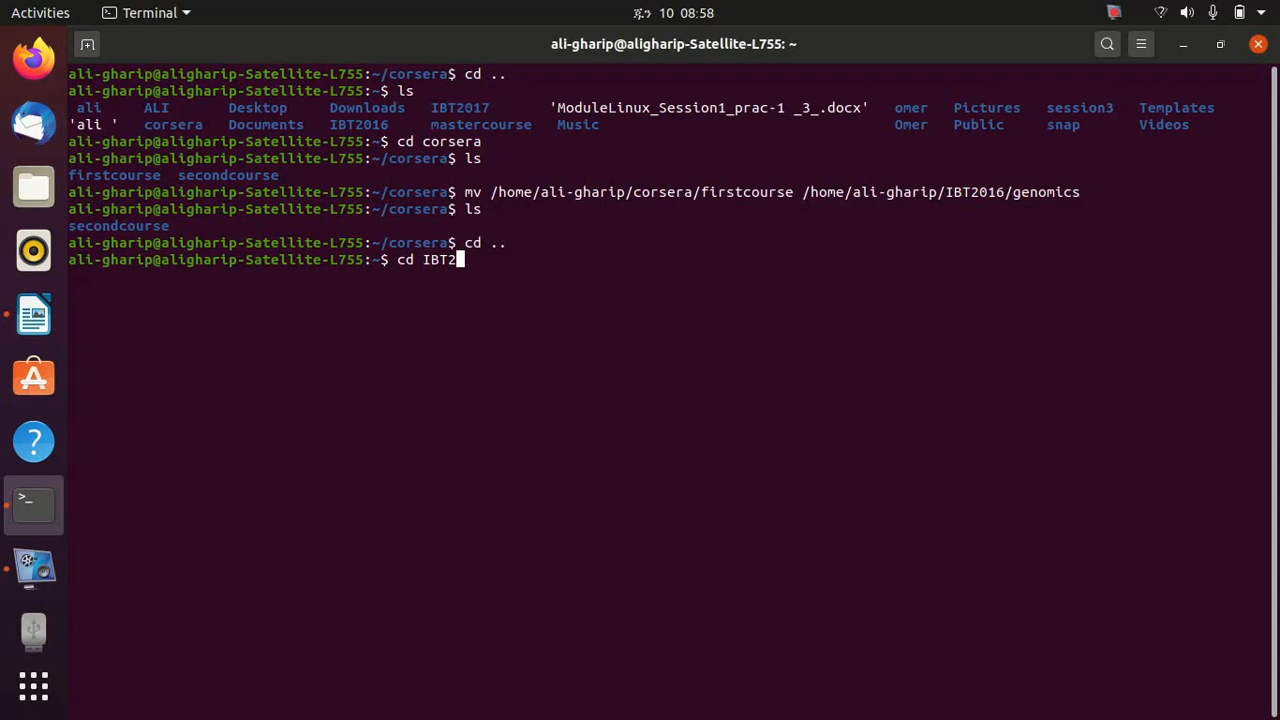 Activities Terminal 10 08:58
ali-gharip@aligharip-Satellite-L755: ~
ali-gharip@aligharip-Satellite-L755:~/corsera$ cd ..
ali-gharip@aligharip-Satellite-L755:~$ ls
ali ALI Desktop Downloads IBT2017 'ModuleLinux_Session1_prac-1 _3_.docx' omer Pictures session3 Templates
'ali ' corsera Documents IBT2016 mastercourse Music Omer Public snap Videos
ali-gharip@aligharip-Satellite-L755:~$ cd corsera
ali-gharip@aligharip-Satellite-L755:~/corsera$ ls
firstcourse secondcourse
ali-gharip@aligharip-Satellite-L755:~/corsera$ mv /home/ali-gharip/corsera/firstcourse /home/ali-gharip/IBT2016/genomics
ali-gharip@aligharip-Satellite-L755:~/corsera$ ls
secondcourse
ali-gharip@aligharip-Satellite-L755:~/corsera$ cd ..
ali-gharip@aligharip-Satellite-L755:~$ cd IBT2